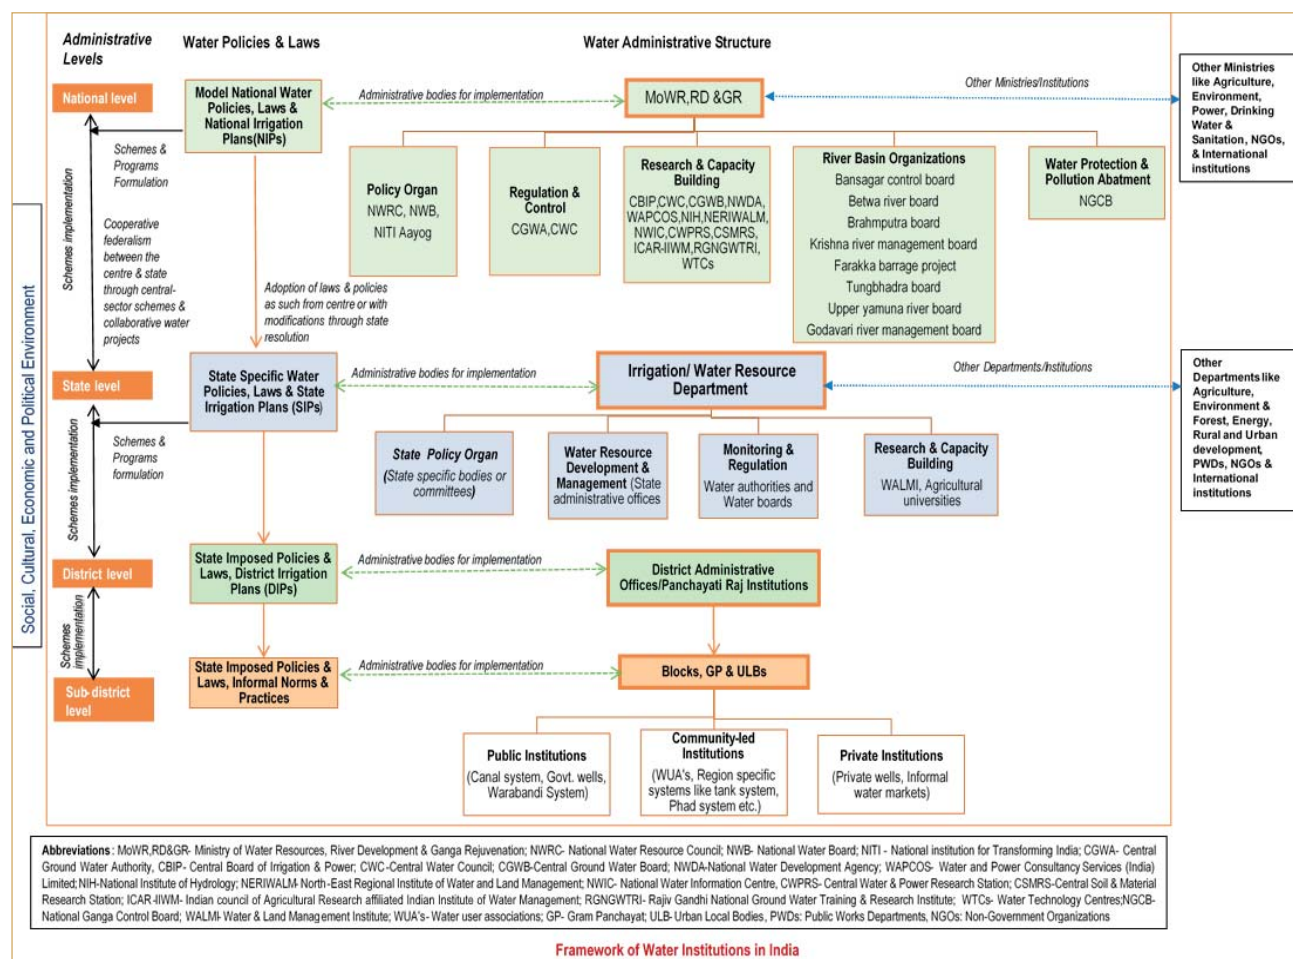 Administrative
Levels
Water Policies & Laws
Water Administrative Structure
National level
Model National Water
Policies, Laws &
National Irrigation
Plans(NIPs)
Administrative bodies for implementation
MoWR,RD &GR
Other Ministries/Institutions
Other Ministries
like Agriculture,
Environment,
Power, Drinking
Water &
Sanitation, NGOs,
& International
institutions
Schemes &
Programs
Formulation
Schemes implementation
Cooperative
federalism
between the
centre & state
through central-
sector schemes &
collaborative water
projects
Adoption of laws & policies
as such from centre or with
modifications through state
resolution
Policy Organ
NWRC, NWB,
NITI Aayog
Regulation &
Control
CGWA,CWC
Research & Capacity
Building
CBIP,CWC,CGWB,NWDA,
WAPCOS,NIH,NERIWALM,
NWIC,CWPRS,CSMRS,
ICAR-IIWM,RGNGWTRI,
WTCs
River Basin Organizations
Bansagar control board
Betwa river board
Brahmputra board
Krishna river management board
Farakka barrage project
Tungbhadra board
Upper yamuna river board
Godavari river management board
Water Protection &
Pollution Abatment
NGCB
Social, Cultural, Economic and Political Environment
State level
State Specific Water
Policies, Laws & State
Irrigation Plans (SIPs)
Administrative bodies for implementation
Irrigation/ Water Resource
Department
Other Departments/Institutions
Other
Departments like
Agriculture,
Environment &
Forest, Energy,
Rural and Urban
development,
PWDs, NGOs &
International
institutions
Schemes &
Programs
formulation
Schemes implementation
State Policy Organ
(State specific bodies or
committees)
Water Resource
Development &
Management (State
administrative offices
Monitoring &
Regulation
Water authorities and
Water boards
Research & Capacity
Building
WALMI, Agricultural
universities
District level
State Imposed Policies &
Laws, District Irrigation
Plans (DIPs)
Administrative bodies for implementation
District Administrative
Offices/Panchayati Raj Institutions
Schemes
implementation
Sub-district
level
State Imposed Policies &
Laws, Informal Norms &
Practices
Administrative bodies for implementation
Blocks, GP & ULBs
Public Institutions
(Canal system, Govt. wells,
Warabandi System)
Community-led
Institutions
(WUA's, Region specific
systems like tank system,
Phad system etc.)
Private Institutions
(Private wells, Informal
water markets)
Abbreviations : MoWR,RD&GR- Ministry of Water Resources, River Development & Ganga Rejuvenation; NWRC- National Water Resource Council; NWB- National Water Board; NITI - National institution for Transforming India; CGWA- Central
Ground Water Authority, CBIP- Central Board of Irrigation & Power; CWC-Central Water Council; CGWB-Central Ground Water Board; NWDA-National Water Development Agency; WAPCOS- Water and Power Consultancy Services (India)
Limited;NIH-National Institute of Hydrology; NERIWALM- North-East Regional Institute of Water and Land Management; NWIC- National Water Information Centre, CWPRS- Central Water & Power Research Station; CSMRS-Central Soil & Material
Research Station; ICAR -IIWM- Indian council of Agricultural Research affiliated Indian Institute of Water Management; RGNGWTRI- Rajiv Gandhi National Ground Water Training & Research Institute; WTCs- Water Technology Centres;NGCB-
National Ganga Control Board; WALMI- Water & Land Management Institute; WUA's- Water user associations; GP- Gram Panchayat; ULB- Urban Local Bodies, PWDs: Public Works Departments, NGOs: Non-Government Organizations
Framework of Water Institutions in India